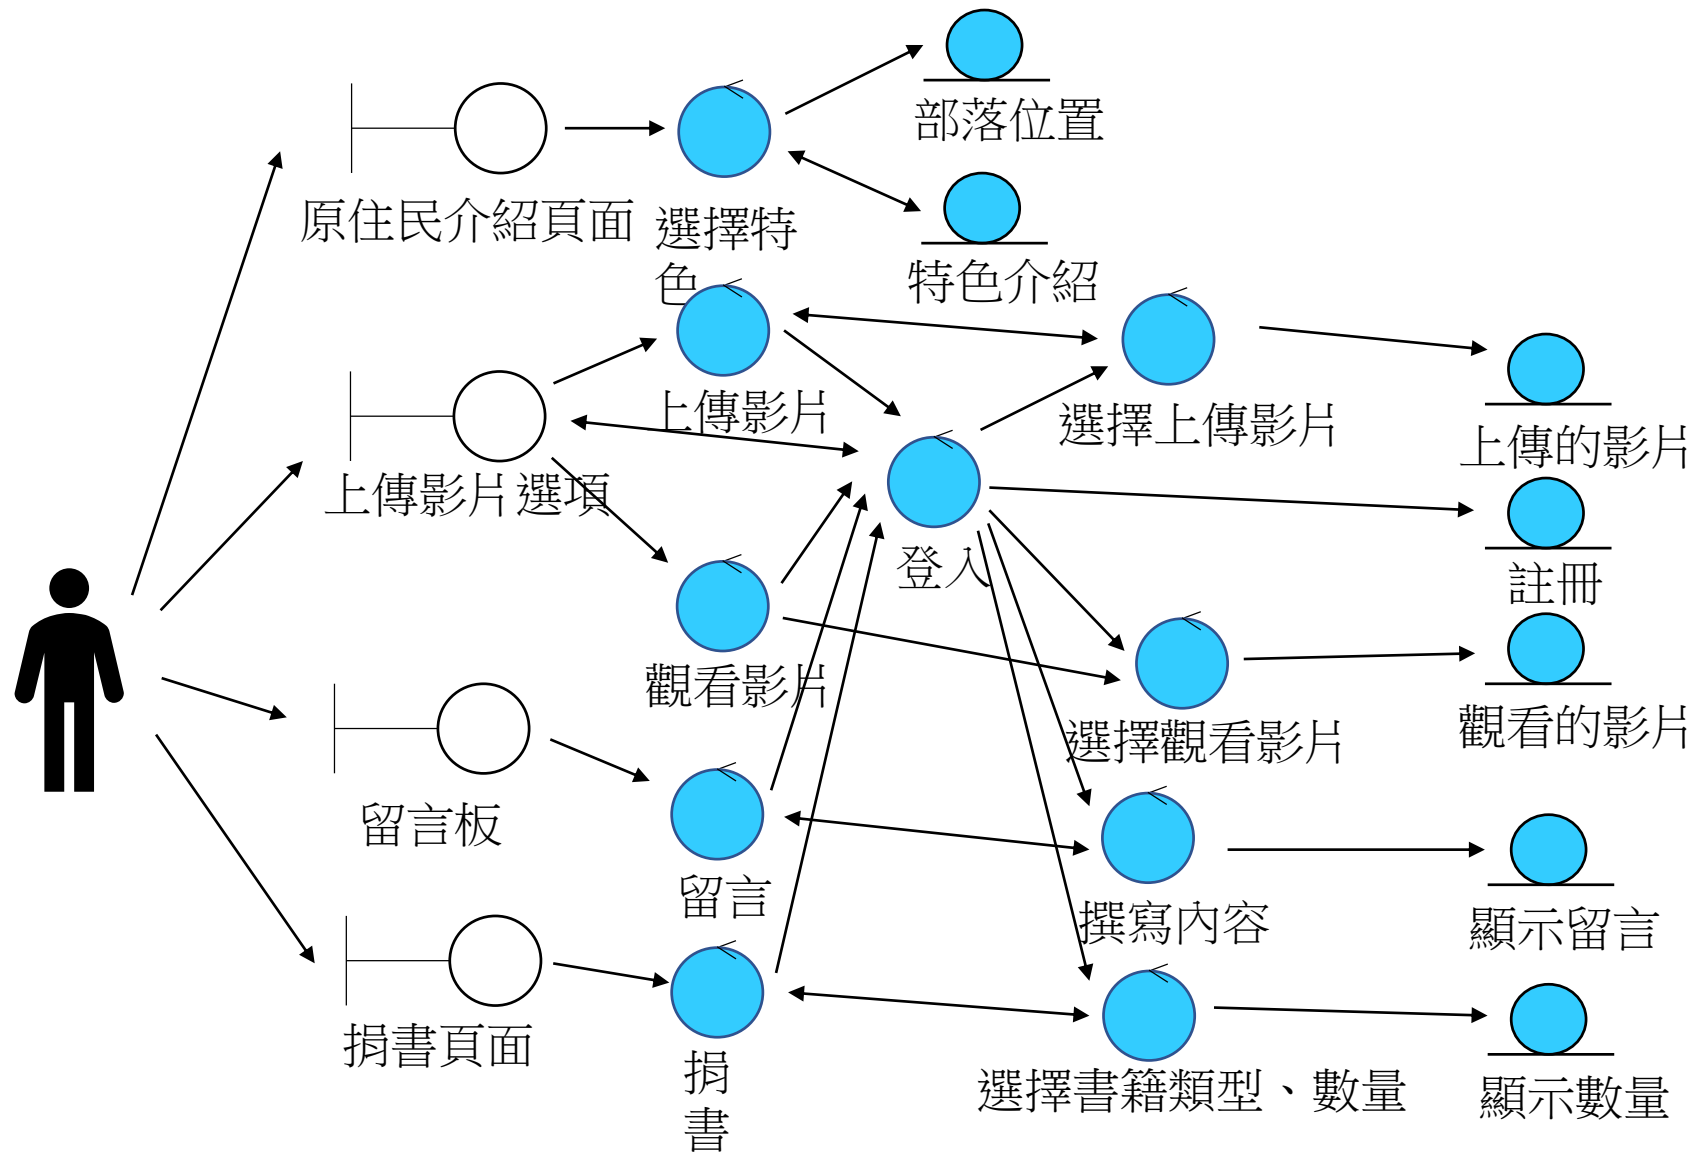 部落位置
原住民介紹頁面
選擇特
色
特色介紹
上傳影片
選擇上傳影片
上傳的影片
上傳影片選項
登入
註冊
觀看影片
選擇觀看影片
觀看的影片
留言板
留言
撰寫內容
顯示留言
捐書頁面
捐
書
選擇書籍類型、數量
顯示數量